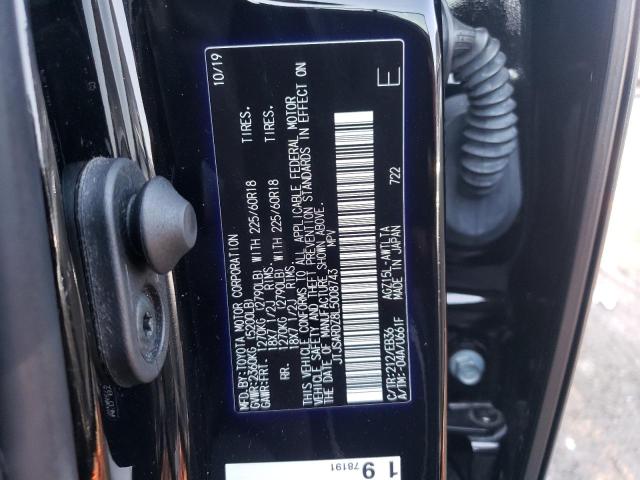 MFD.BY:TOYOTA MOTOR CORPORATION 10/19
GVWR:2360KG (5200LB)
GAWR:FRT. 1270KG (2790LB) WITH 225/60R18 TIRES.
18X7 1/2J RIMS.
RR. 1270KG (2790LB) WITH 225/60R18 TIRES.
18X7 1/2J RIMS.
THIS VEHICLE CONFORMS TO ALL APPLICABLE FEDERAL MOTOR
VEHICLE SAFETY AND THEFT PREVENTION STANDARDS IN EFFECT ON
THE DATE OF MANUFACTURE SHOWN ABOVE.
JTJSARDZ8L5008743 MPV
E
C/TR:212/EB36 AGZ15L-AWTLTA 722
A/TM:-04A/U661F MADE IN JAPAN
1 9
78191